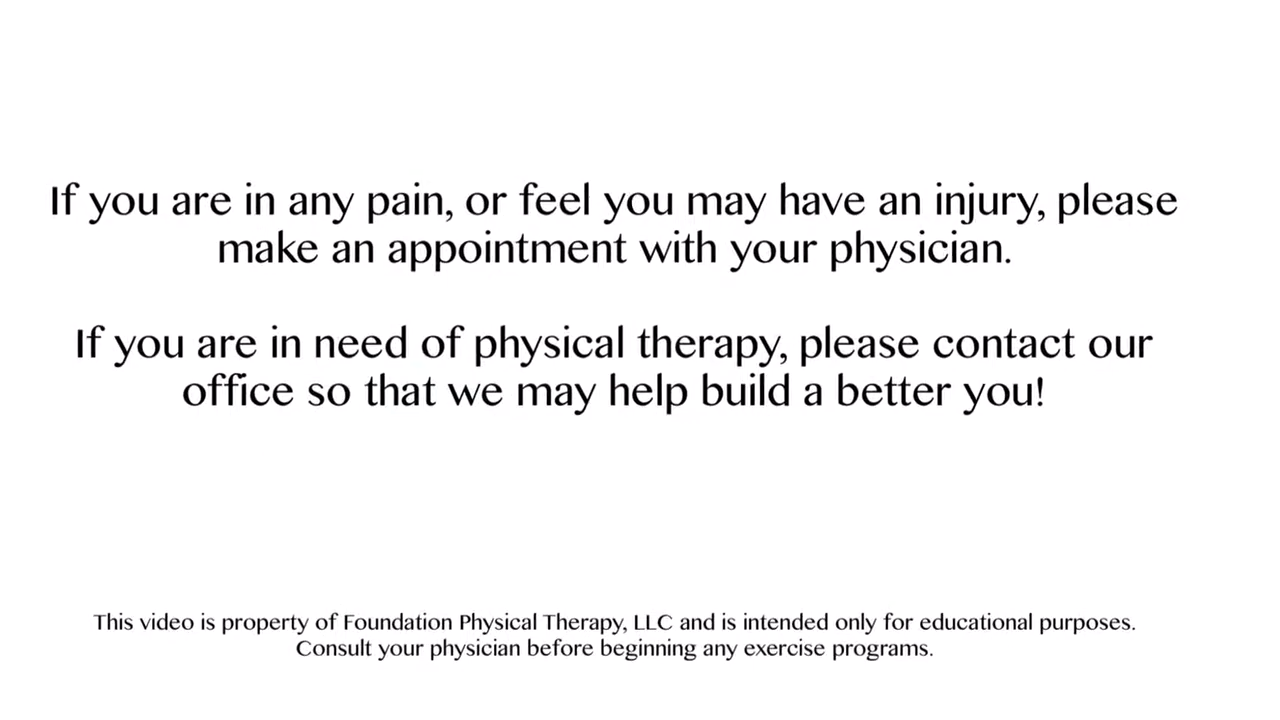 If you are in any pain, or feel you may have an injury, please
make an appointment with your physician.
If you are in need of physical therapy, please contact our
office so that we may help build a better you!
This video is property of Foundation Physical Therapy, LLC and is intended only for educational purposes.
Consult your physician before beginning any exercise programs.